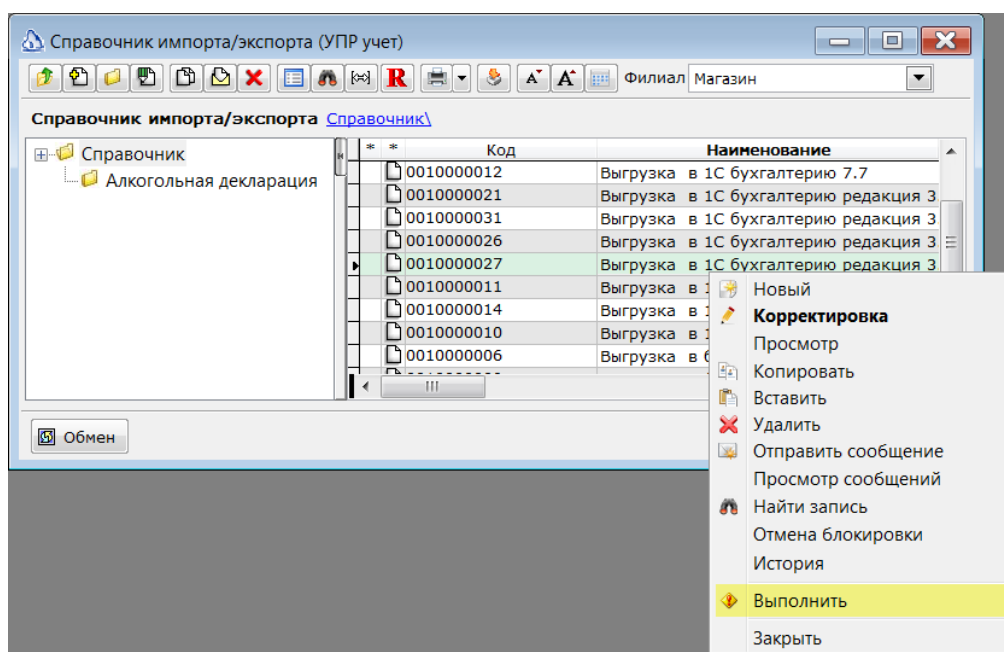 Справочник импорта/экспорта (УПР учет)
R A A Филиал Магазин
Справочник импорта/экспорта Справочник\
Справочник
Алкогольная декларация
* * Код Наименование
0010000012 Выгрузка в 1С бухгалтерию 7.7
0010000021 Выгрузка в 1С бухгалтерию редакция 3
0010000031 Выгрузка в 1С бухгалтерию редакция 3
0010000026 Выгрузка в 1С бухгалтерию редакция 3
0010000027 Выгрузка в 1С бухгалтерию редакция 3
0010000011 Выгрузка в
0010000014 Выгрузка в
0010000010 Выгрузка в
0010000006 Выгрузка в
Обмен
Новый
Корректировка
Просмотр
Копировать
Вставить
Удалить
Отправить сообщение
Просмотр сообщений
Найти запись
Отмена блокировки
История
Выполнить
Закрыть